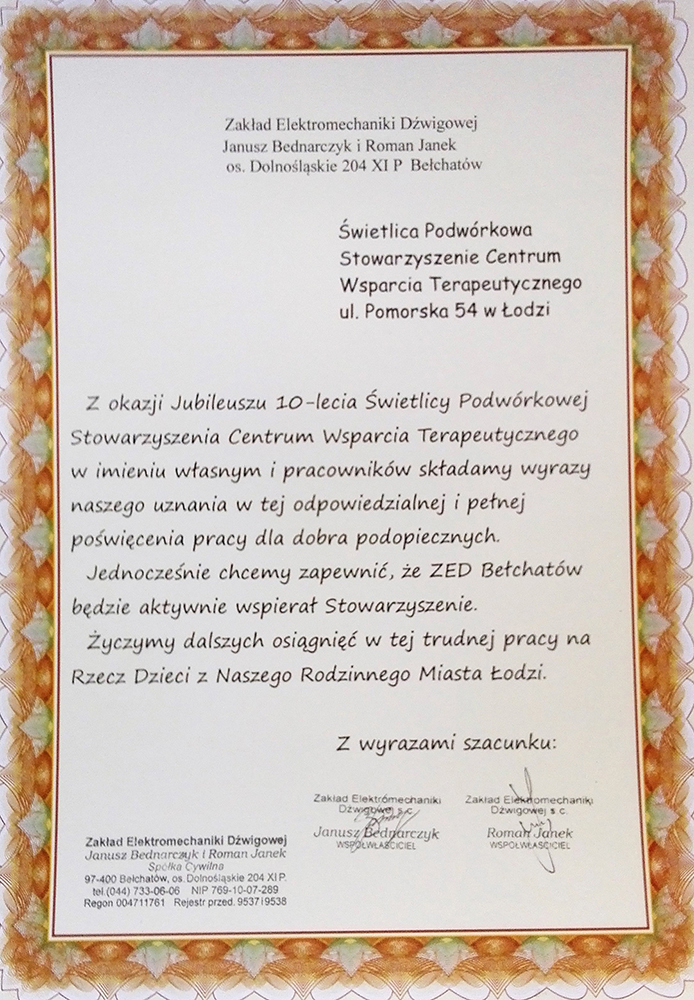 Zakład Elektromechaniki Dźwigowej
Janusz Bednarczyk i Roman Janek
os. Dolnośląskie 204 XI P Bełchatów
Świetlica Podwórkowa
Stowarzyszenie Centrum
Wsparcia Terapeutycznego
ul. Pomorska 54 w Łodzi
Z okazji Jubileuszu 10-lecia Świetlicy Podwórkowej
Stowarzyszenia Centrum Wsparcia Terapeutycznego
w imieniu własnym i pracowników składamy wyrazy
naszego uznania w tej odpowiedzialnej i pełnej
poświęcenia pracy dla dobra podopiecznych.
Jednocześnie chcemy zapewnić, że ZED Bełchatów
będzie aktywnie wspierał Stowarzyszenie.
Życzymy dalszych osiągnięć w tej trudnej pracy na
Rzecz Dzieci z Naszego Rodzinnego Miasta Łodzi.
Z wyrazami szacunku:
Zakład Elektromechaniki
Dźwigowej s.c.
Janusz Bednarczyk
WSPÓŁWŁAŚCICIEL
Zakład Elektromechaniki
Dźwigowej s.c.
Roman Janek
WSPÓŁWŁAŚCICIEL
Zakład Elektromechaniki Dźwigowej
Janusz Bednarczyk i Roman Janek
Spółka Cywilna
97-400 Bełchatów, os. Dolnośląskie 204 XI P.
tel. (044) 733-06-06 NIP 769-10-07-289
Regon 004711761 Rejestr przed. 9537 i 9538